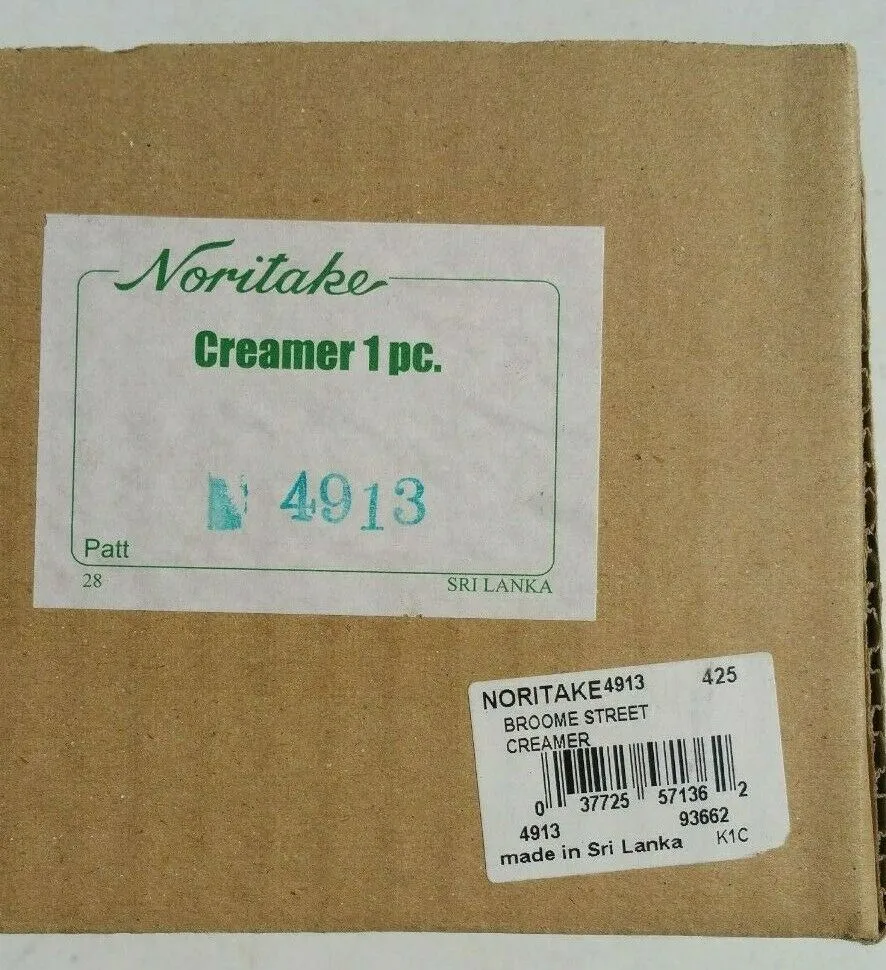 Noritake
Creamer 1 pc.
4913
Patt
28 SRI LANKA
NORITAKE 4913 425
BROOME STREET
CREAMER
0 37725 57136 2
4913 93662
made in Sri Lanka K1C